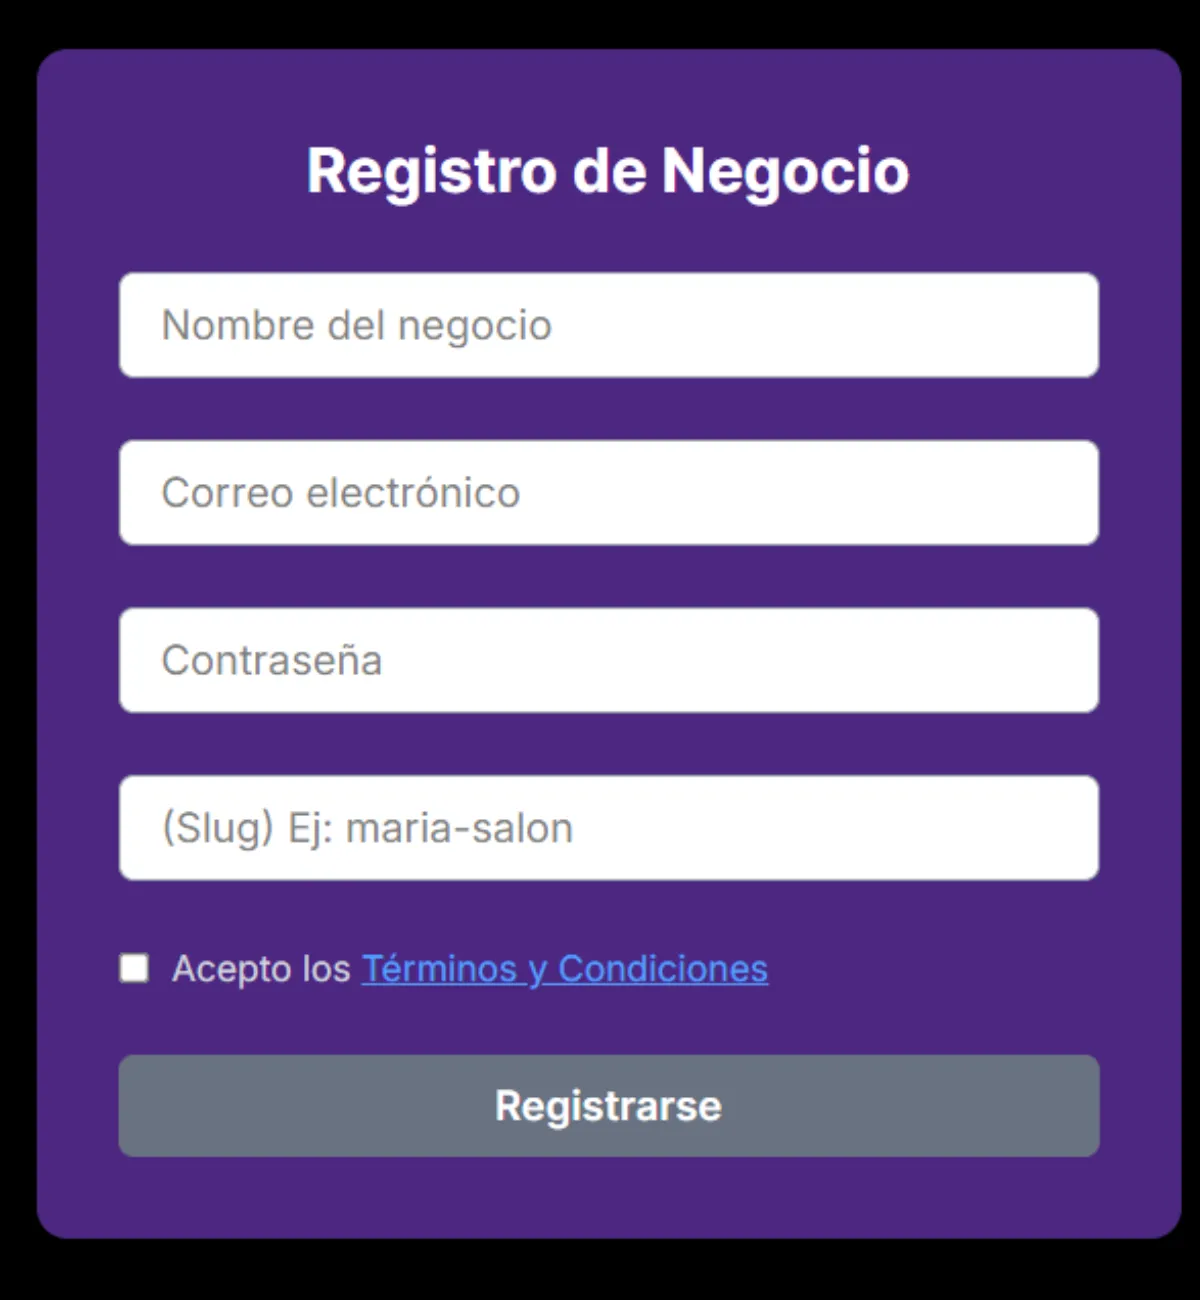 Registro de Negocio
Nombre del negocio
Correo electrónico
Contraseña
(Slug) Ej: maria-salon
Acepto los Términos y Condiciones
Registrarse